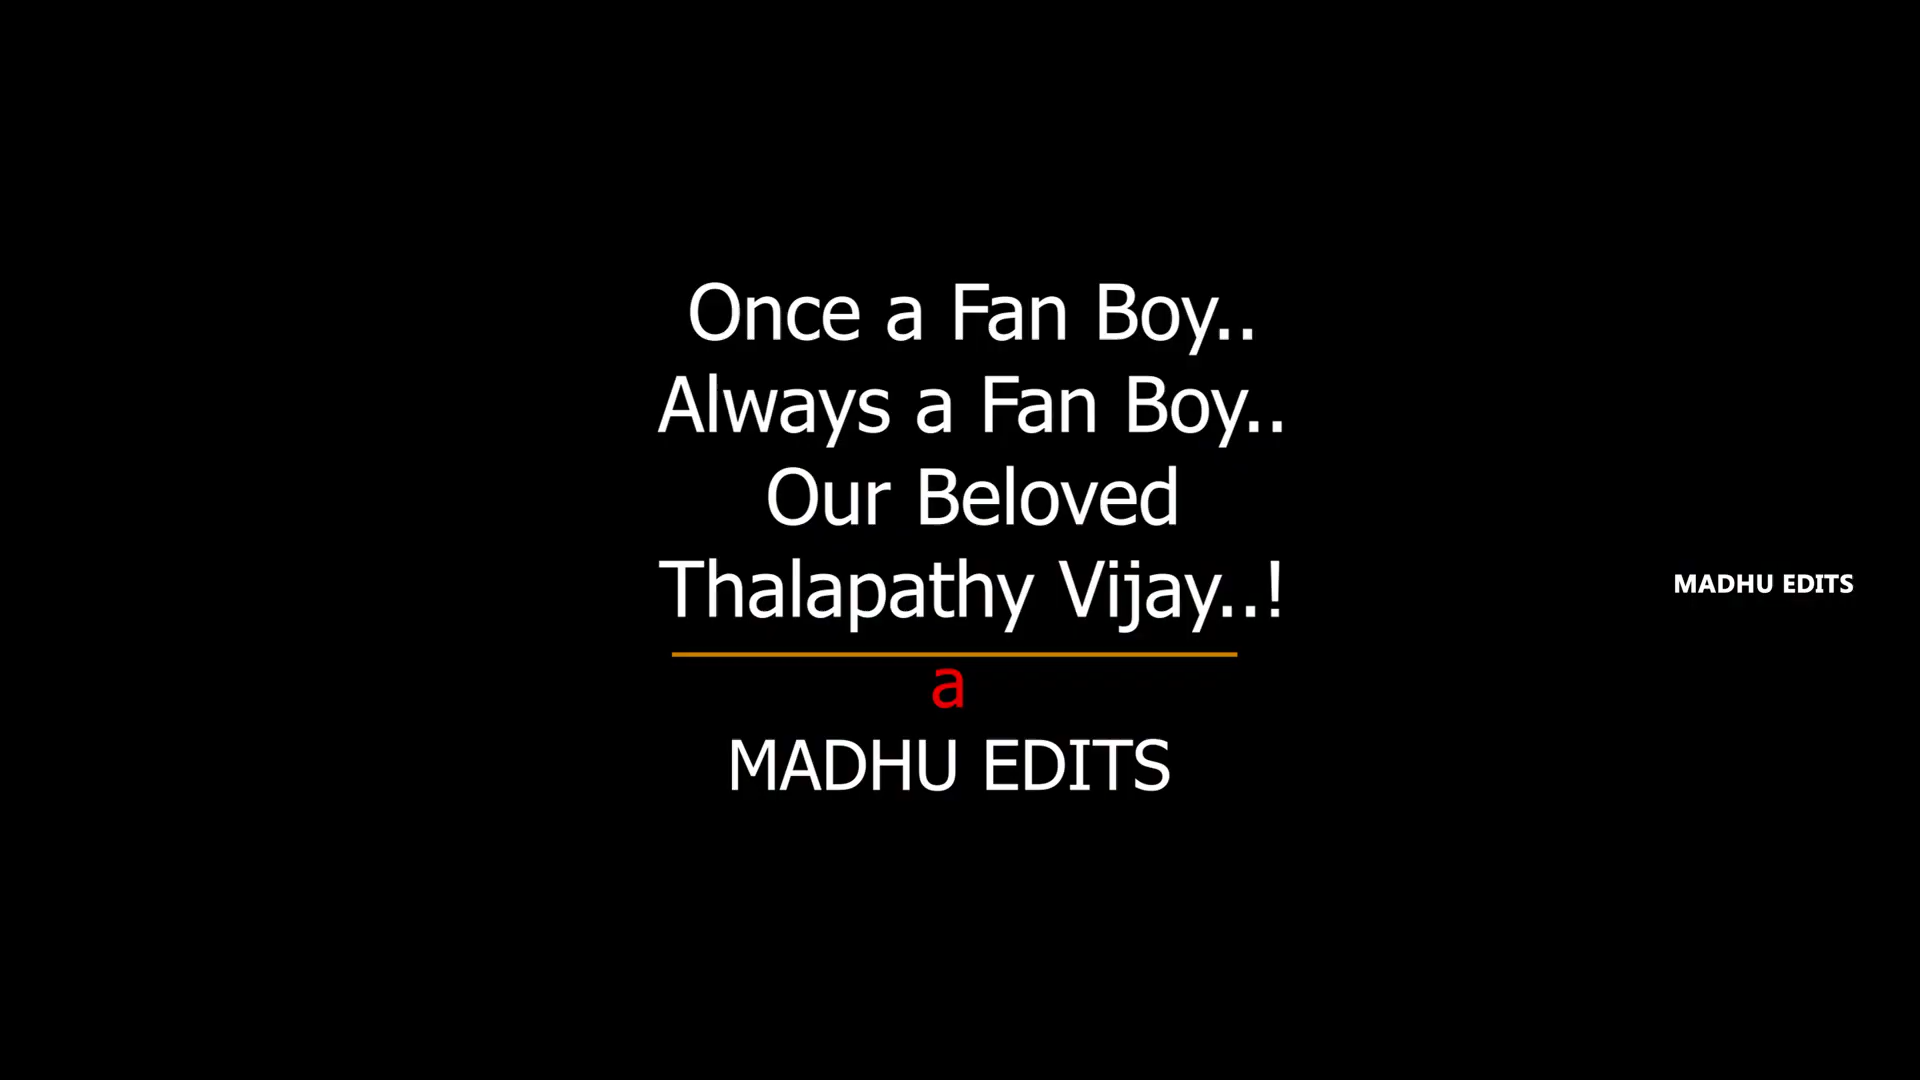 Once a Fan Boy..
Always a Fan Boy..
Our Beloved
Thalapathy Vijay..!
a
MADHU EDITS
MADHU EDITS